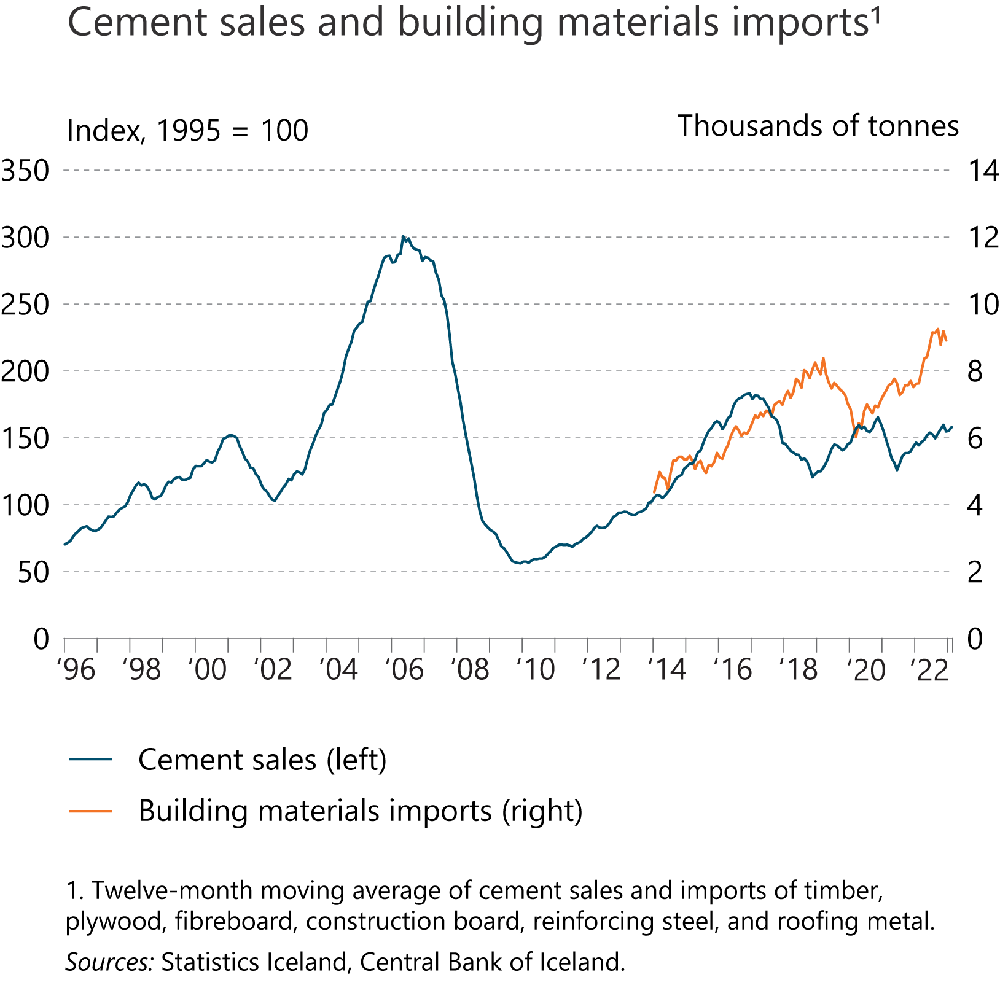 Cement sales and building materials imports¹
Index, 1995 = 100
Thousands of tonnes
350 14
300 12
250 10
200 8
150 6
100 4
50 2
0 0
‘96 ‘98 ‘00 ‘02 ‘04 ‘06 ‘08 ‘10 ‘12 ‘14 ‘16 ‘18 ‘20 ‘22
Cement sales (left)
Building materials imports (right)
1. Twelve-month moving average of cement sales and imports of timber,
plywood, fibreboard, construction board, reinforcing steel, and roofing metal.
Sources: Statistics Iceland, Central Bank of Iceland.